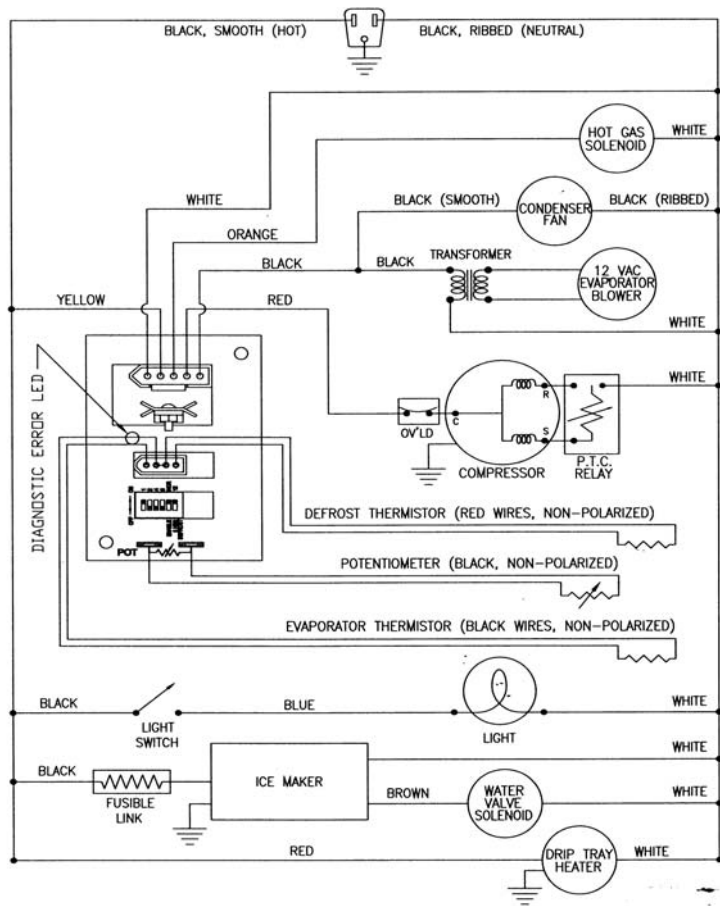 BLACK, SMOOTH (HOT)
BLACK, RIBBED (NEUTRAL)
HOT GAS
SOLENOID
WHITE
WHITE
BLACK (SMOOTH)
CONDENSER
FAN
BLACK (RIBBED)
ORANGE
TRANSFORMER
BLACK
BLACK
12 VAC
EVAPORATOR
BLOWER
YELLOW
RED
WHITE
DIAGNOSTIC ERROR LED
WHITE
R
OV'LD
C
S
COMPRESSOR
P.T.C.
RELAY
DEFROST THERMISTOR (RED WIRES, NON-POLARIZED)
POT
POTENTIOMETER (BLACK, NON-POLARIZED)
EVAPORATOR THERMISTOR (BLACK WIRES, NON-POLARIZED)
BLACK
BLUE
WHITE
LIGHT
SWITCH
LIGHT
WHITE
BLACK
ICE MAKER
FUSIBLE
LINK
BROWN
WATER
VALVE
SOLENOID
WHITE
RED
DRIP TRAY
HEATER
WHITE